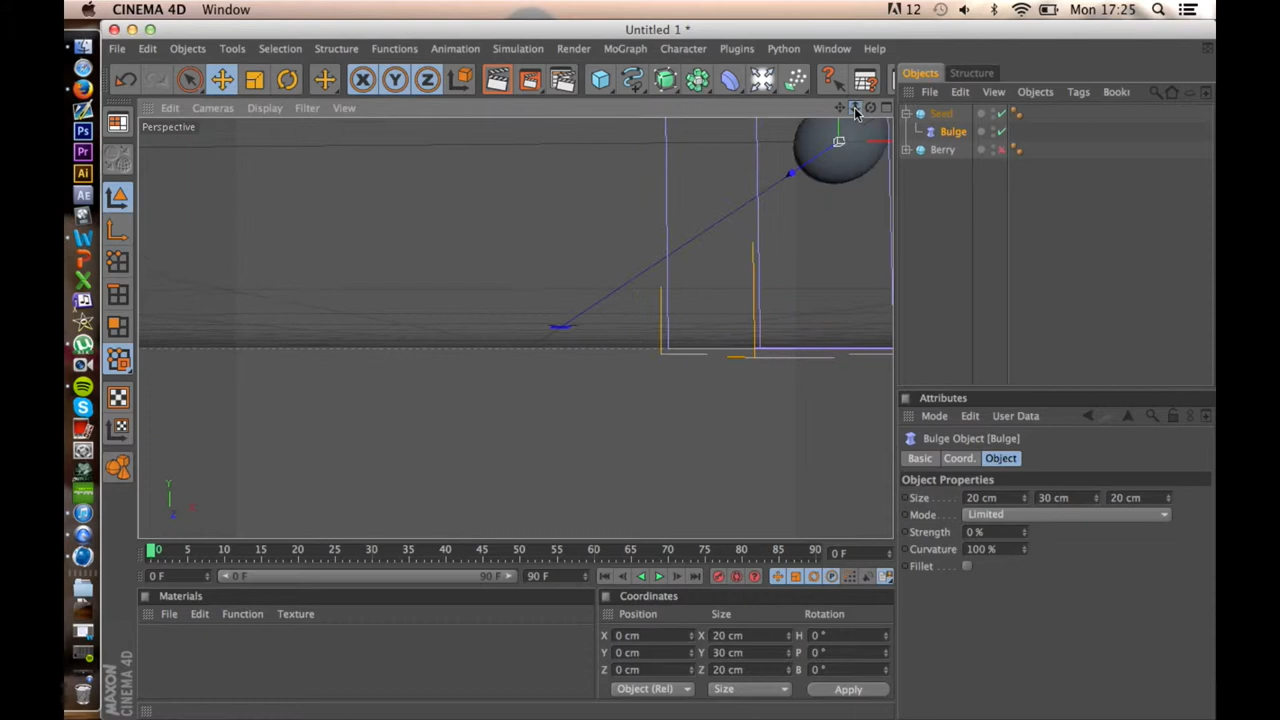 CINEMA 4D Window
12 Mon 17:25
Untitled 1 *
File Edit Objects Tools Selection Structure Functions Animation Simulation Render MoGraph Character Plugins Python Window Help
X Y Z
Objects Structure
File Edit View Objects Tags Book
Edit Cameras Display Filter View
Perspective
Seed
Bulge
Berry
Attributes
Mode Edit User Data
Bulge Object [Bulge]
Basic Coord. Object
Object Properties
Size 20 cm 30 cm 20 cm
Mode Limited
Strength 0 %
Curvature 100 %
Fillet
Y
X
Z
0 5 10 15 20 25 30 35 40 45 50 55 60 65 70 75 80 85 90 0 F
0 F 0 F 90 F 90 F
Materials
File Edit Function Texture
Coordinates
Position Size Rotation
X 0 cm X 20 cm H 0 °
Y 0 cm Y 30 cm P 0 °
Z 0 cm Z 20 cm B 0 °
Object (Rel) Size Apply
MAXON CINEMA 4D
Ps
Pr
Ai
Ae